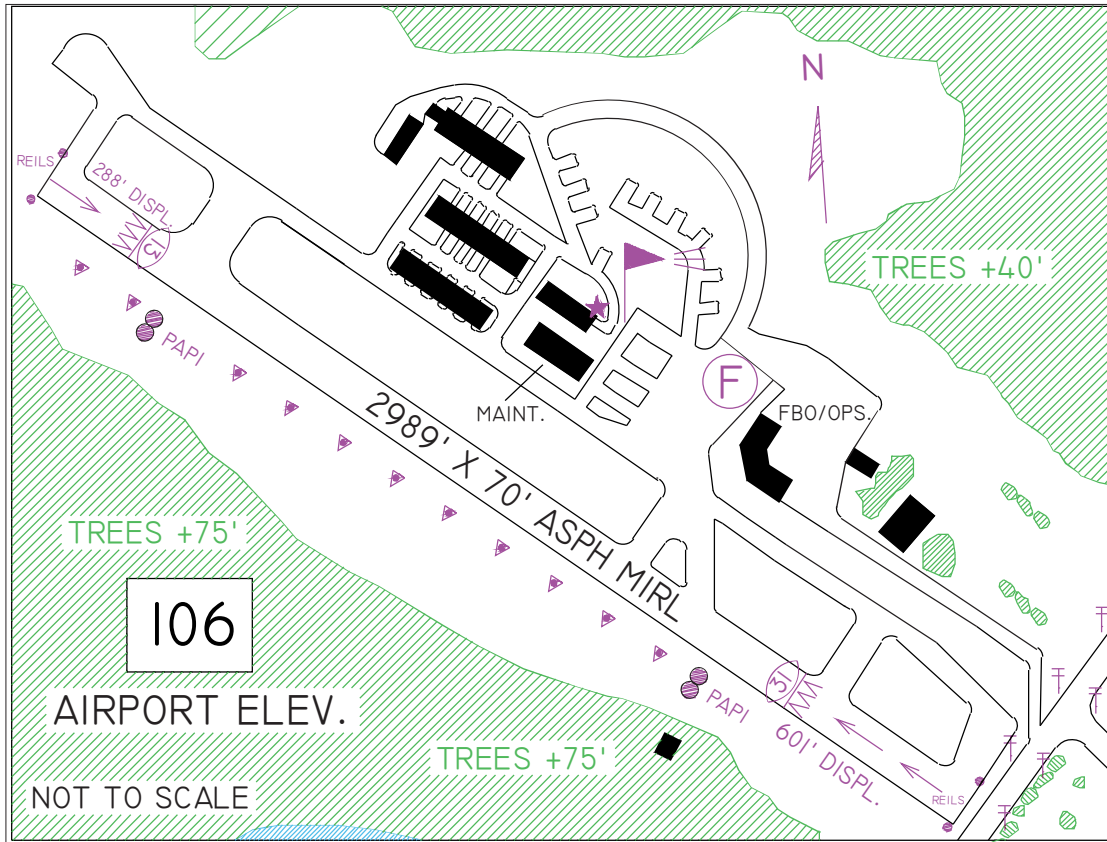 N
REILS
288' DISPL.
13
TREES +40'
PAPI
F
MAINT.
FBO/OPS.
2989' X 70' ASPH MIRL
TREES +75'
106
AIRPORT ELEV.
31
PAPI
601' DISPL.
TREES +75'
REILS
NOT TO SCALE